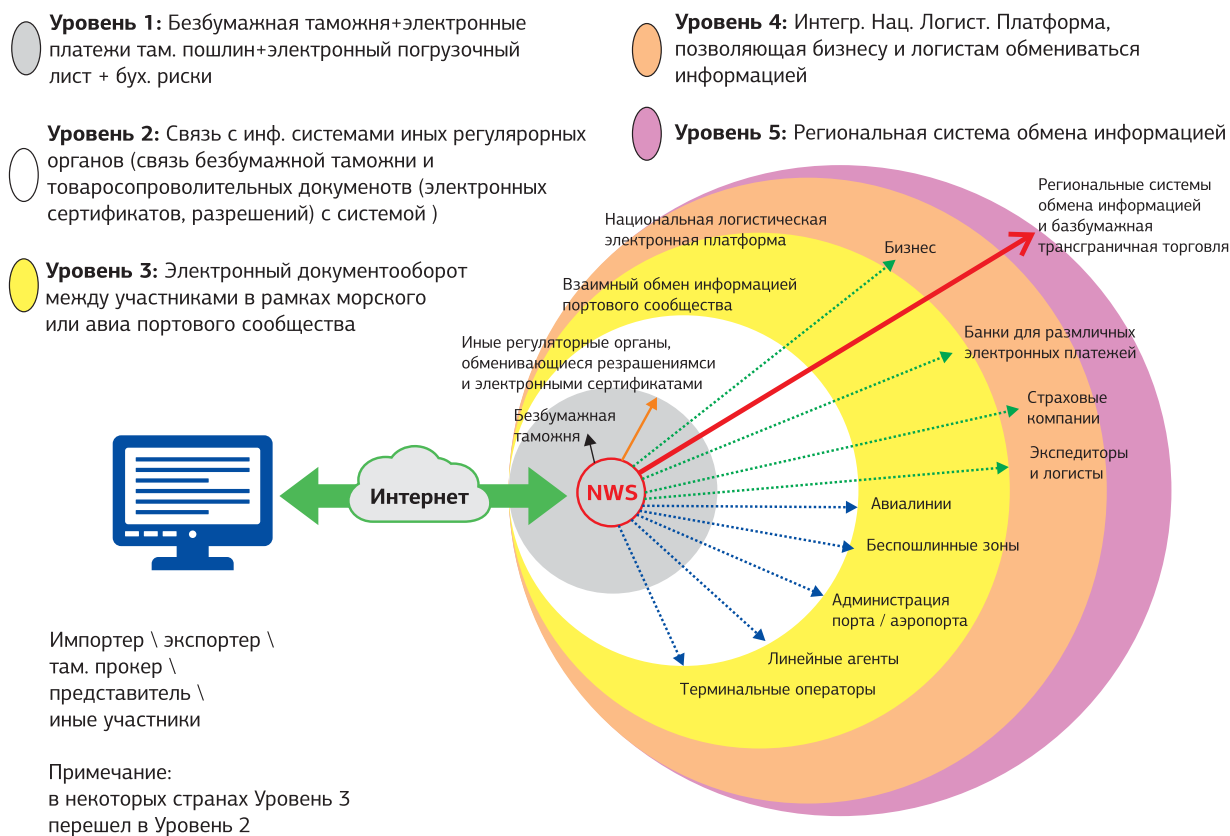 Уровень 1: Безбумажная таможня+электронные
платежи там. пошлин+электронный погрузочный
лист + бух. риски
Уровень 2: Связь с инф. системами иных регулярорных
органов (связь безбумажной таможни и
товаросопроволительных докуменотв (электронных
сертификатов, разрешений) с системой )
Уровень 3: Электронный документооборот
между участниками в рамках морского
или авиа портового сообщества
Уровень 4: Интегр. Нац. Логист. Платформа,
позволяющая бизнесу и логистам обмениваться
информацией
Уровень 5: Региональная система обмена информацией
Региональные системы
обмена информацией
и базбумажная
трансграничная торговля
Национальная логистическая
электронная платформа
Бизнес
Взаимный обмен информацией
портового сообщества
Иные регуляторные органы,
обменивающиеся резрашениямси
и электронными сертификатами
Банки для размличных
электронных платежей
Безбумажная
таможня
Страховые
компании
Экспедиторы
и логисты
Интернет
NWS
Авиалинии
Беспошлинные зоны
Администрация
порта / аэропорта
Линейные агенты
Терминальные операторы
Импортер \ экспортер \
там. прокер \
представитель \
иные участники
Примечание:
в некоторых странах Уровень 3
перешел в Уровень 2